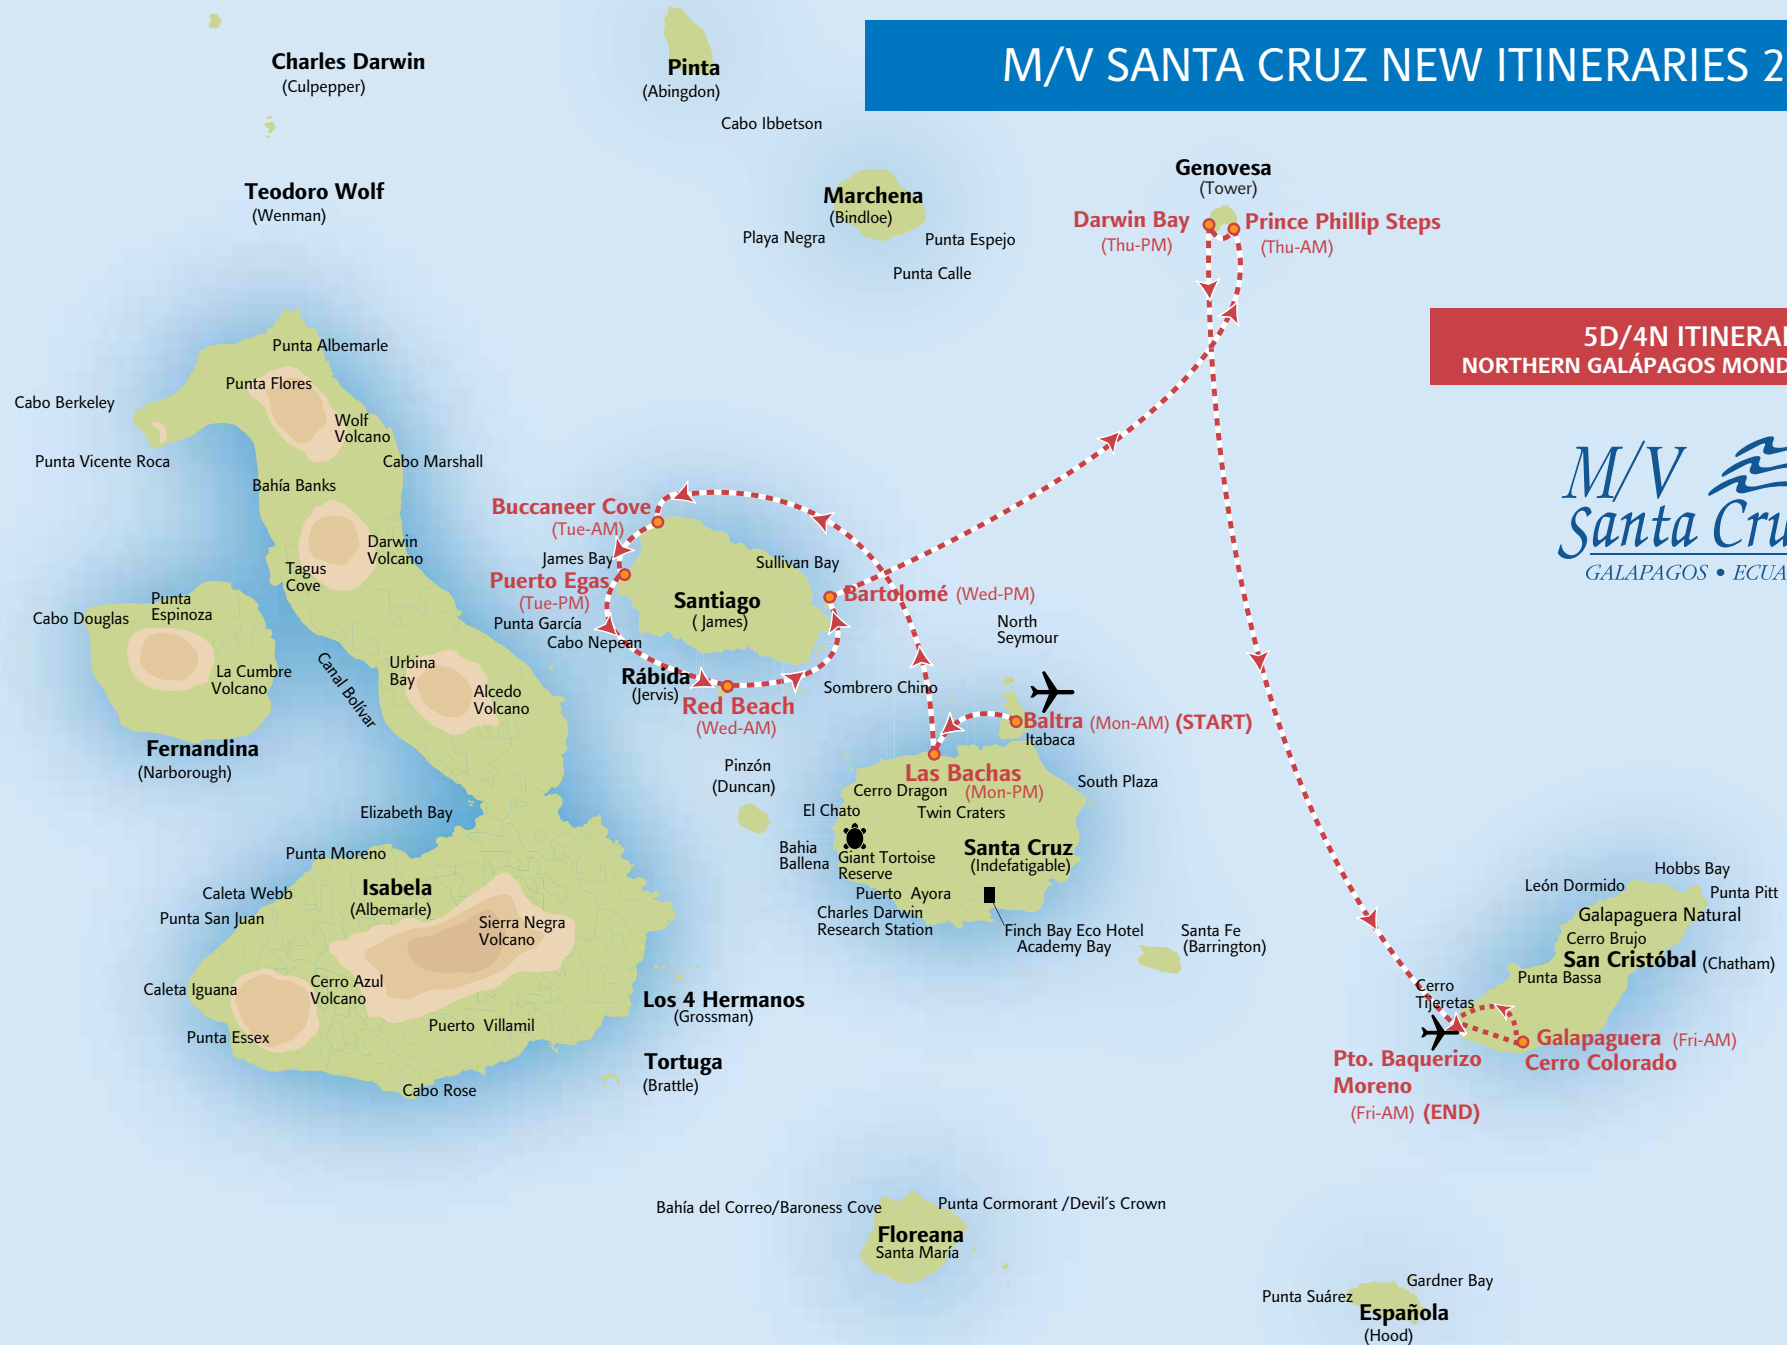 M/V SANTA CRUZ NEW ITINERARIES 2
Charles Darwin
(Culpepper)
Pinta
(Abingdon)
Cabo Ibbetson
Teodoro Wolf
(Wenman)
Marchena
(Bindloe)
Playa Negra
Punta Espejo
Punta Calle
Genovesa
(Tower)
Darwin Bay
(Thu-PM)
Prince Phillip Steps
(Thu-AM)
5D/4N ITINERA
NORTHERN GALÁPAGOS MOND
M/V
Santa Cru
GALAPAGOS • ECUA
Punta Albemarle
Punta Flores
Cabo Berkeley
Wolf
Volcano
Punta Vicente Roca
Cabo Marshall
Bahía Banks
Darwin
Volcano
Tagus
Cove
Punta
Espinoza
Cabo Douglas
La Cumbre
Volcano
Canal Bolívar
Urbina
Bay
Alcedo
Volcano
Fernandina
(Narborough)
Buccaneer Cove
(Tue-AM)
James Bay
Puerto Egas
(Tue-PM)
Punta García
Cabo Nepean
Sullivan Bay
Santiago
( James)
Bartolomé (Wed-PM)
North
Seymour
Rábida
(Jervis)
Red Beach
(Wed-AM)
Sombrero Chino
Baltra (Mon-AM) (START)
Itabaca
Pinzón
(Duncan)
Las Bachas
(Mon-PM)
Cerro Dragon
South Plaza
El Chato
Twin Craters
Bahia
Ballena
Giant Tortoise
Reserve
Santa Cruz
(Indefatigable)
Puerto Ayora
Charles Darwin
Research Station
Finch Bay Eco Hotel
Academy Bay
Santa Fe
(Barrington)
Elizabeth Bay
Punta Moreno
Caleta Webb
Isabela
(Albemarle)
Punta San Juan
Sierra Negra
Volcano
Caleta Iguana
Cerro Azul
Volcano
Puerto Villamil
Punta Essex
Cabo Rose
Los 4 Hermanos
(Grossman)
Tortuga
(Brattle)
Hobbs Bay
León Dormido
Punta Pitt
Galapaguera Natural
Cerro Brujo
San Cristóbal (Chatham)
Punta Bassa
Cerro
Tijeretas
Galapaguera (Fri-AM)
Cerro Colorado
Pto. Baquerizo
Moreno
(Fri-AM) (END)
Bahía del Correo/Baroness Cove
Punta Cormorant /Devil´s Crown
Floreana
Santa María
Gardner Bay
Punta Suárez
Española
(Hood)